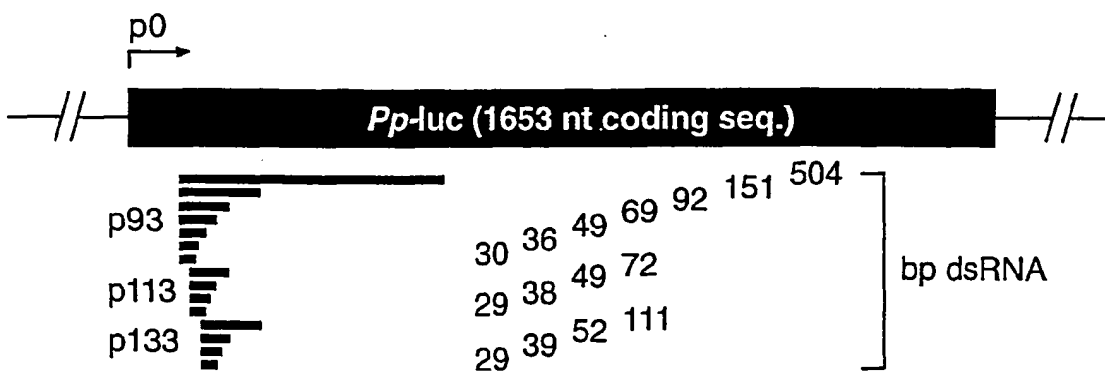 p0
Pp-luc (1653 nt coding seq.)
p93
30 36 49 69 92 151 504
p113
29 38 49 72
p133
29 39 52 111
bp dsRNA